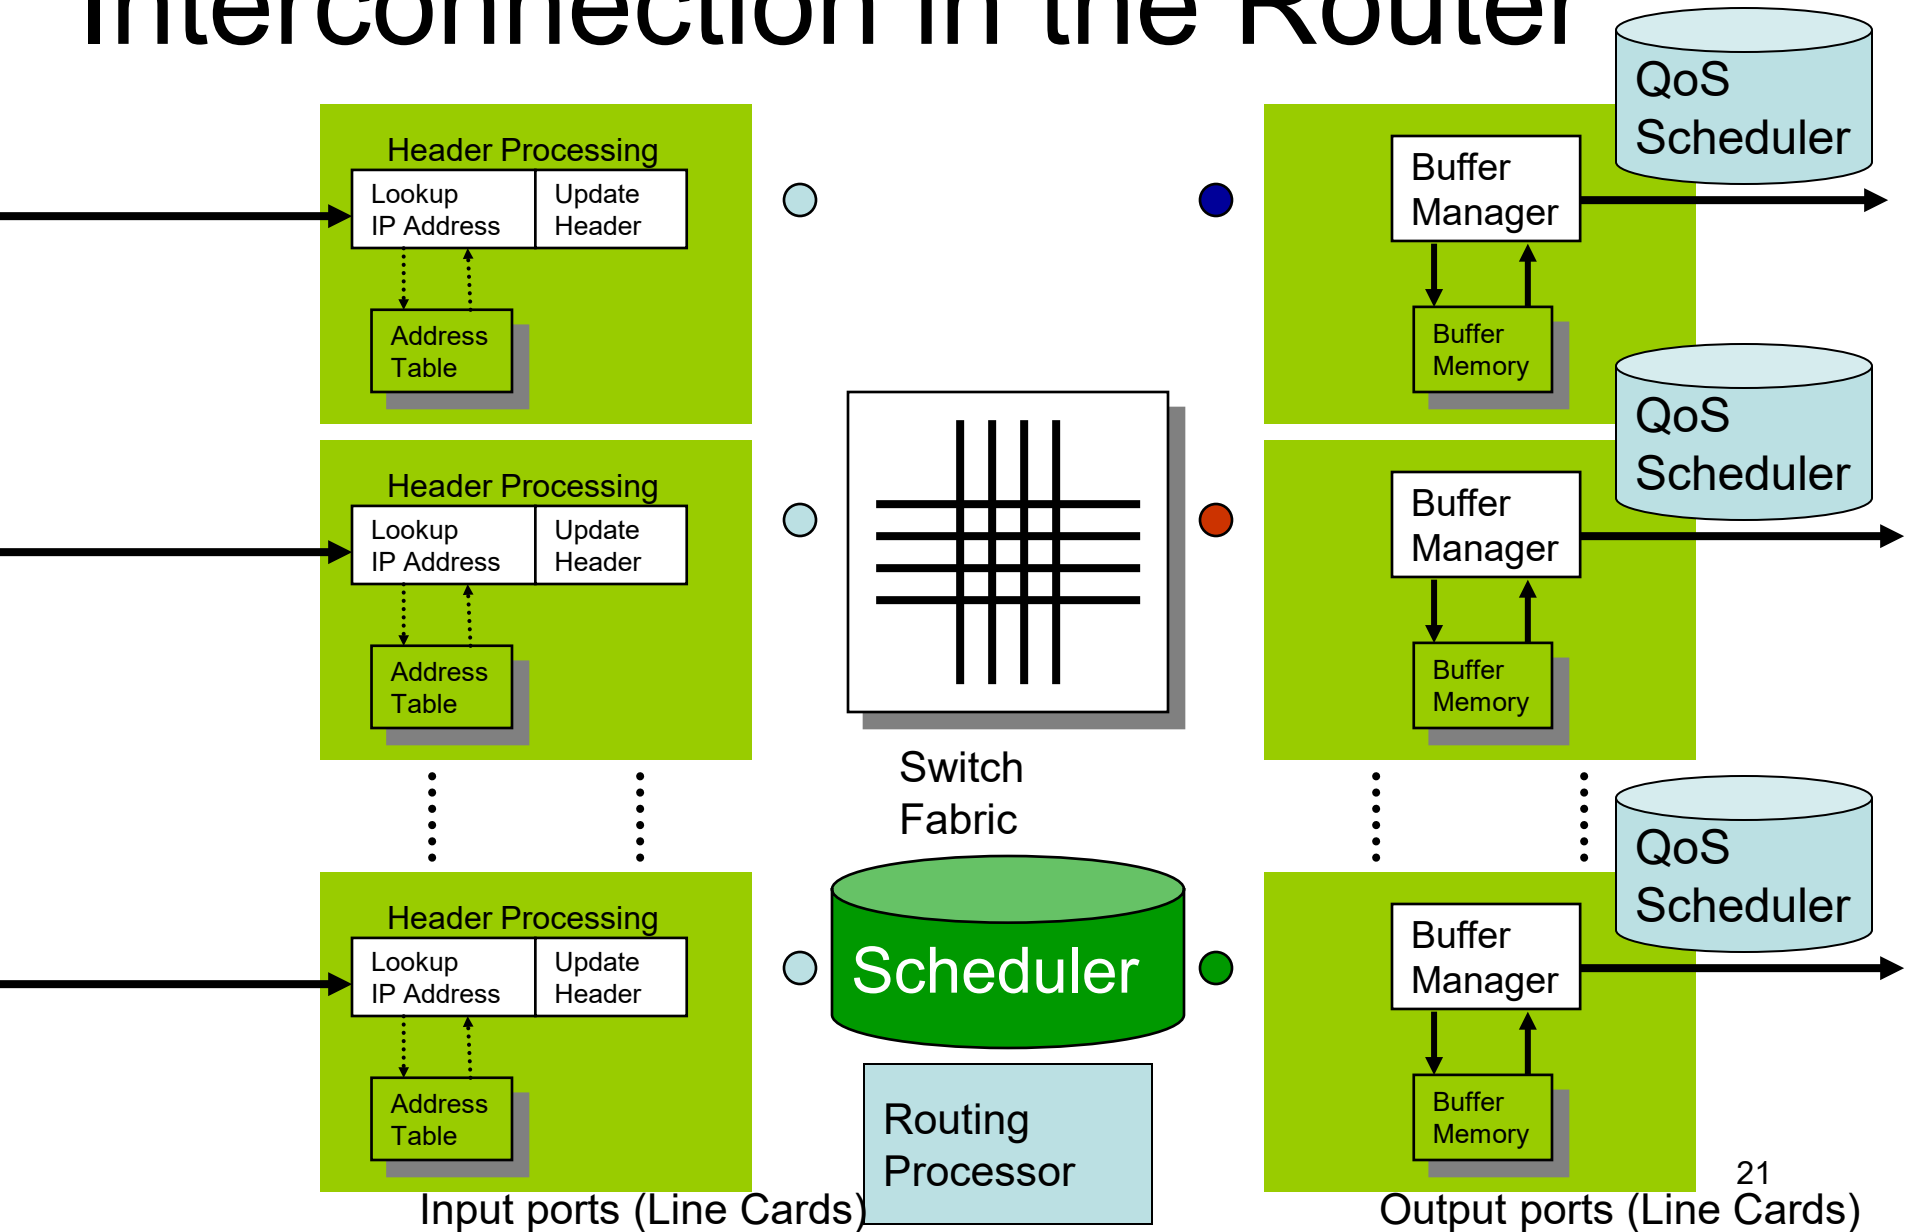 Interconnection in the Router
Header Processing
Lookup
IP Address
Update
Header
Address
Table
Buffer
Manager
Buffer
Memory
QoS
Scheduler
Header Processing
Lookup
IP Address
Update
Header
Address
Table
Switch
Fabric
Buffer
Manager
Buffer
Memory
QoS
Scheduler
Header Processing
Lookup
IP Address
Update
Header
Address
Table
Scheduler
Routing
Processor
Buffer
Manager
Buffer
Memory
QoS
Scheduler
21
Input ports (Line Cards)
Output ports (Line Cards)